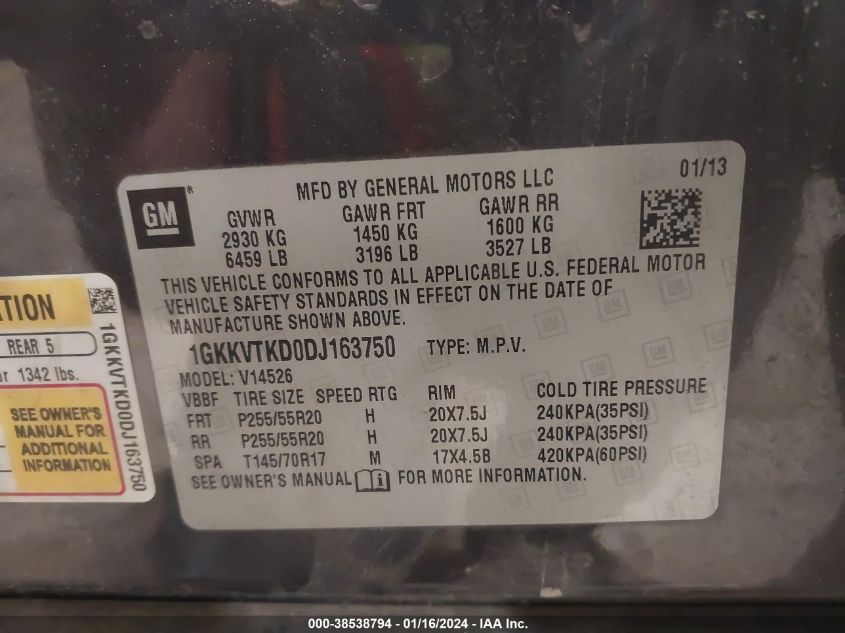 GM®
MFD BY GENERAL MOTORS LLC
01/13
GVWR GAWR FRT GAWR RR
2930 KG 1450 KG 1600 KG
6459 LB 3196 LB 3527 LB
THIS VEHICLE CONFORMS TO ALL APPLICABLE U.S. FEDERAL MOTOR
VEHICLE SAFETY STANDARDS IN EFFECT ON THE DATE OF
MANUFACTURE SHOWN ABOVE.
1GKKVTKD0DJ163750 TYPE: M.P.V.
MODEL: V14526
VBBF TIRE SIZE SPEED RTG RIM COLD TIRE PRESSURE
FRT P255/55R20 H 20X7.5J 240KPA(35PSI)
RR P255/55R20 H 20X7.5J 240KPA(35PSI)
SPA T145/70R17 M 17X4.5B 420KPA(60PSI)
SEE OWNER'S MANUAL FOR MORE INFORMATION.
REAR 5
1342 lbs.
SEE OWNER'S
MANUAL FOR
ADDITIONAL
INFORMATION
1GKKVTKD0DJ163750
000-38538794 - 01/16/2024 - IAA Inc.